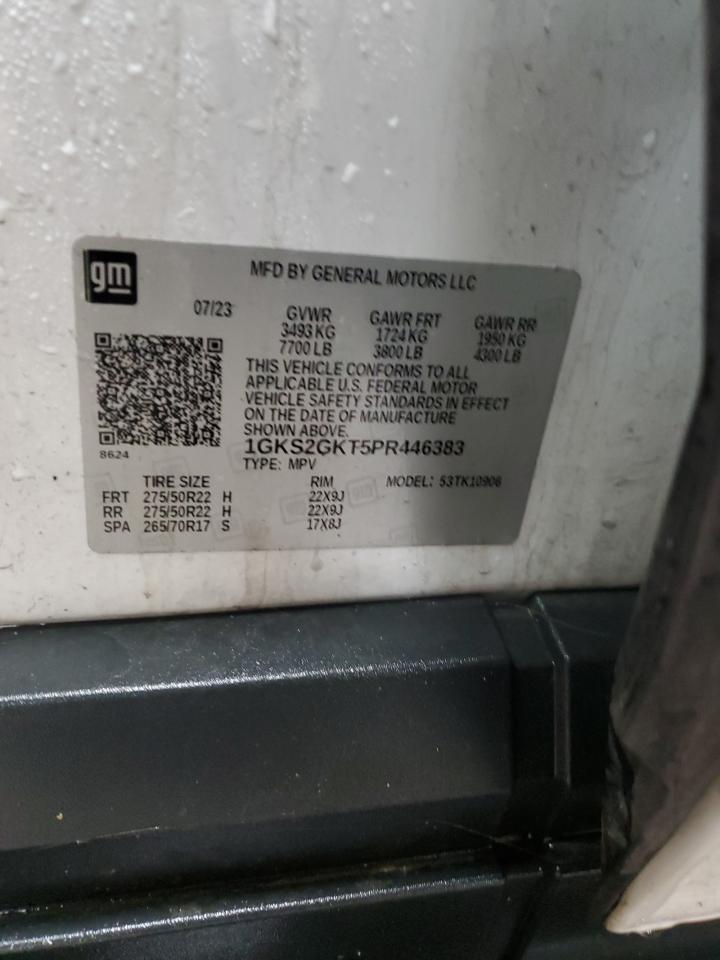 gm
MFD BY GENERAL MOTORS LLC
07/23 GVWR GAWR FRT GAWR RR
3493 KG 1724 KG 1950 KG
7700 LB 3800 LB 4300 LB
THIS VEHICLE CONFORMS TO ALL
APPLICABLE U.S. FEDERAL MOTOR
VEHICLE SAFETY STANDARDS IN EFFECT
ON THE DATE OF MANUFACTURE
SHOWN ABOVE.
8624
1GKS2GKT5PR446383
TYPE: MPV
TIRE SIZE RIM MODEL: 53TK10906
FRT 275/50R22 H 22X9J
RR 275/50R22 H 22X9J
SPA 265/70R17 S 17X8J